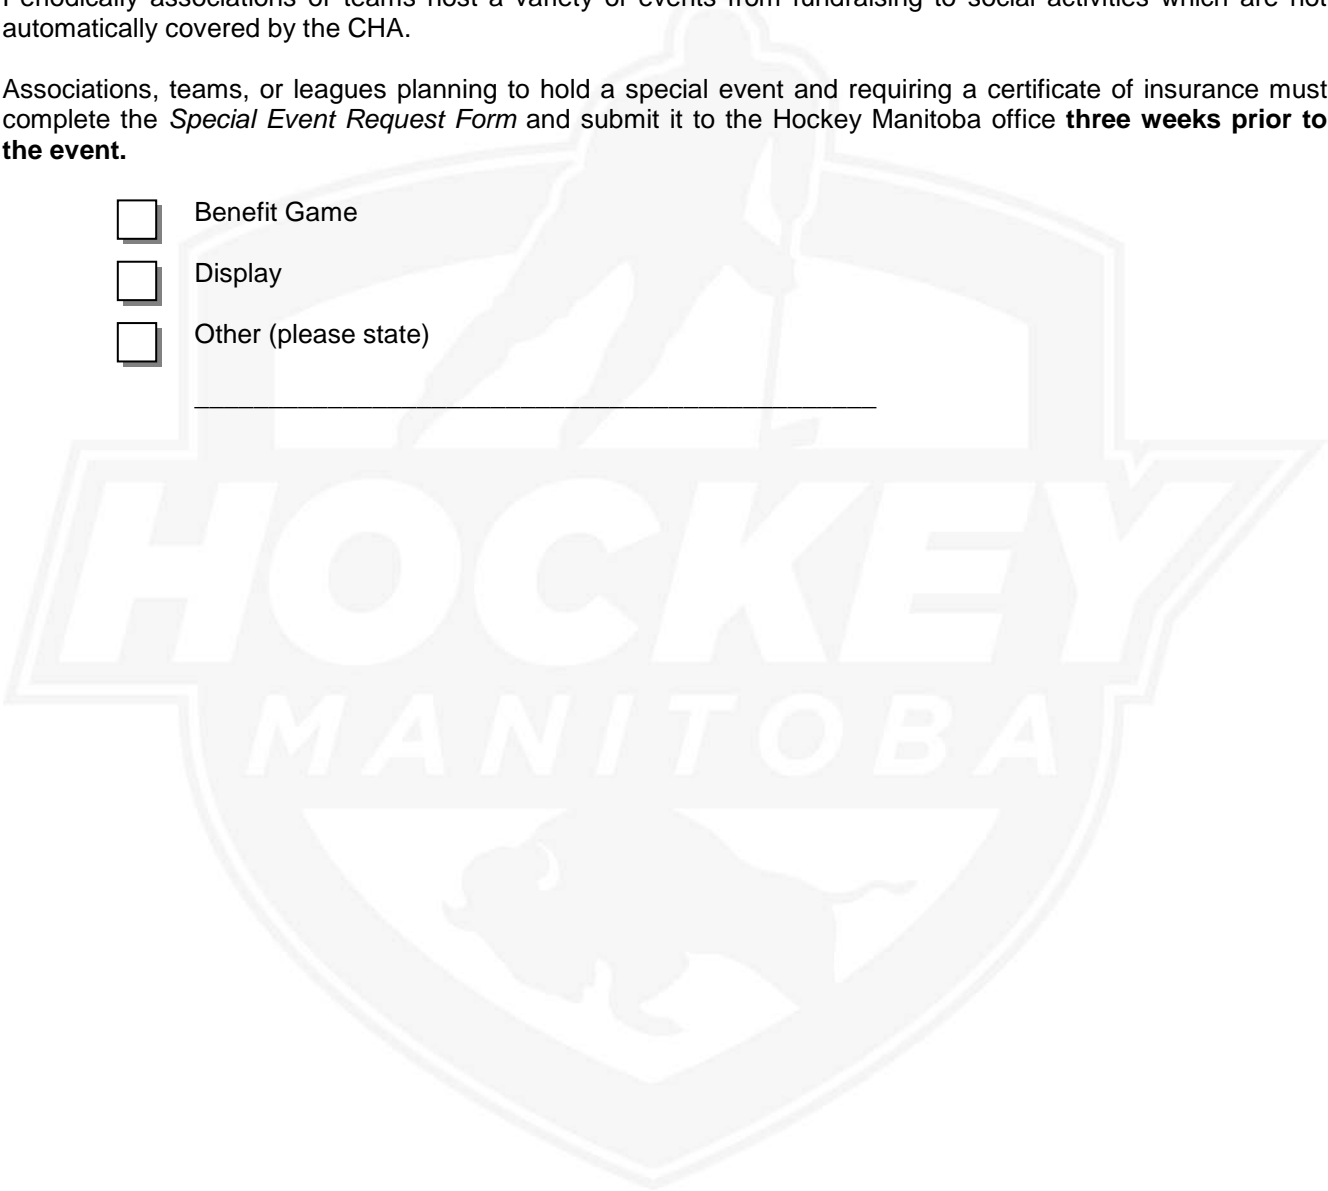 Periodically associations or teams host a variety of events from fundraising to social activities which are not
automatically covered by the CHA.
Associations, teams, or leagues planning to hold a special event and requiring a certificate of insurance must
complete the Special Event Request Form and submit it to the Hockey Manitoba office three weeks prior to
the event.
Benefit Game
Display
Other (please state)
HOCKEY
MANITOBA